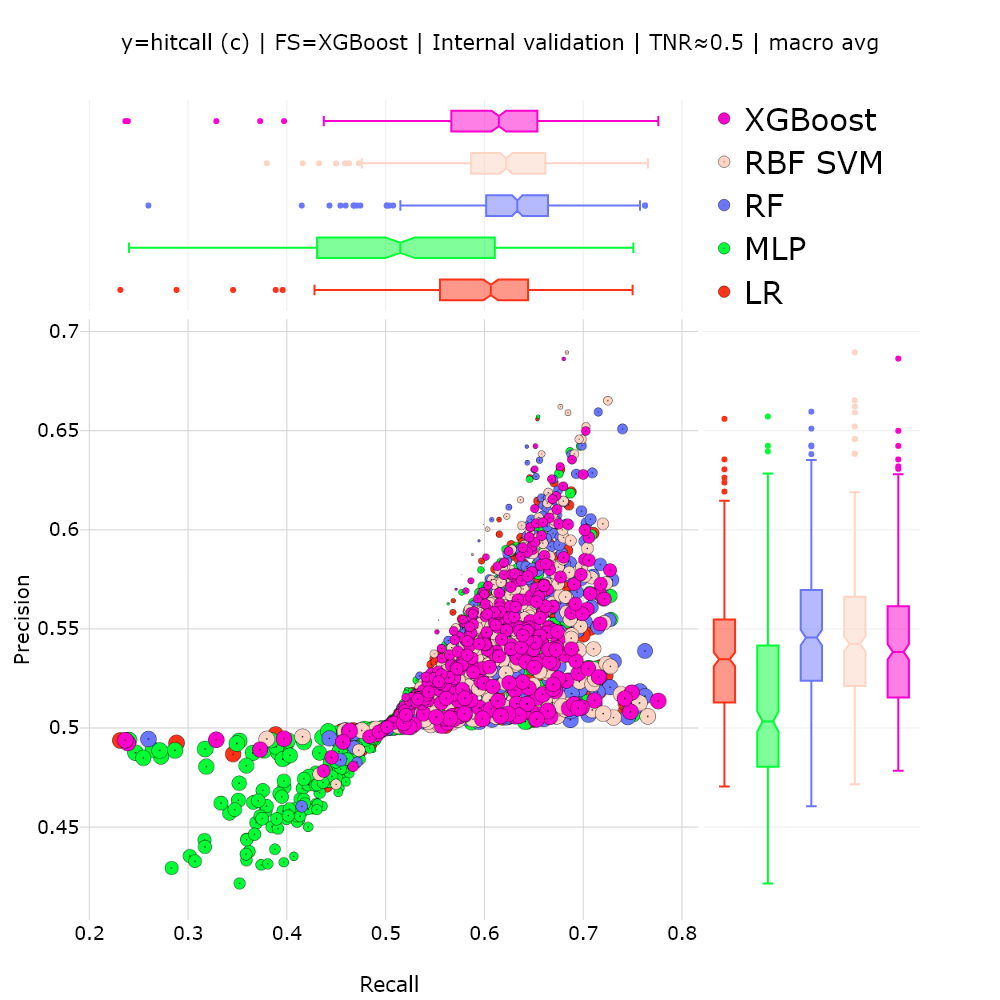 y=hitcall (c) | FS=XGBoost | Internal validation | TNR≈0.5 | macro avg
XGBoost
RBF SVM
RF
MLP
LR
0.7
0.65
0.6
0.55
0.5
0.45
Precision
0.2 0.3 0.4 0.5 0.6 0.7 0.8
Recall